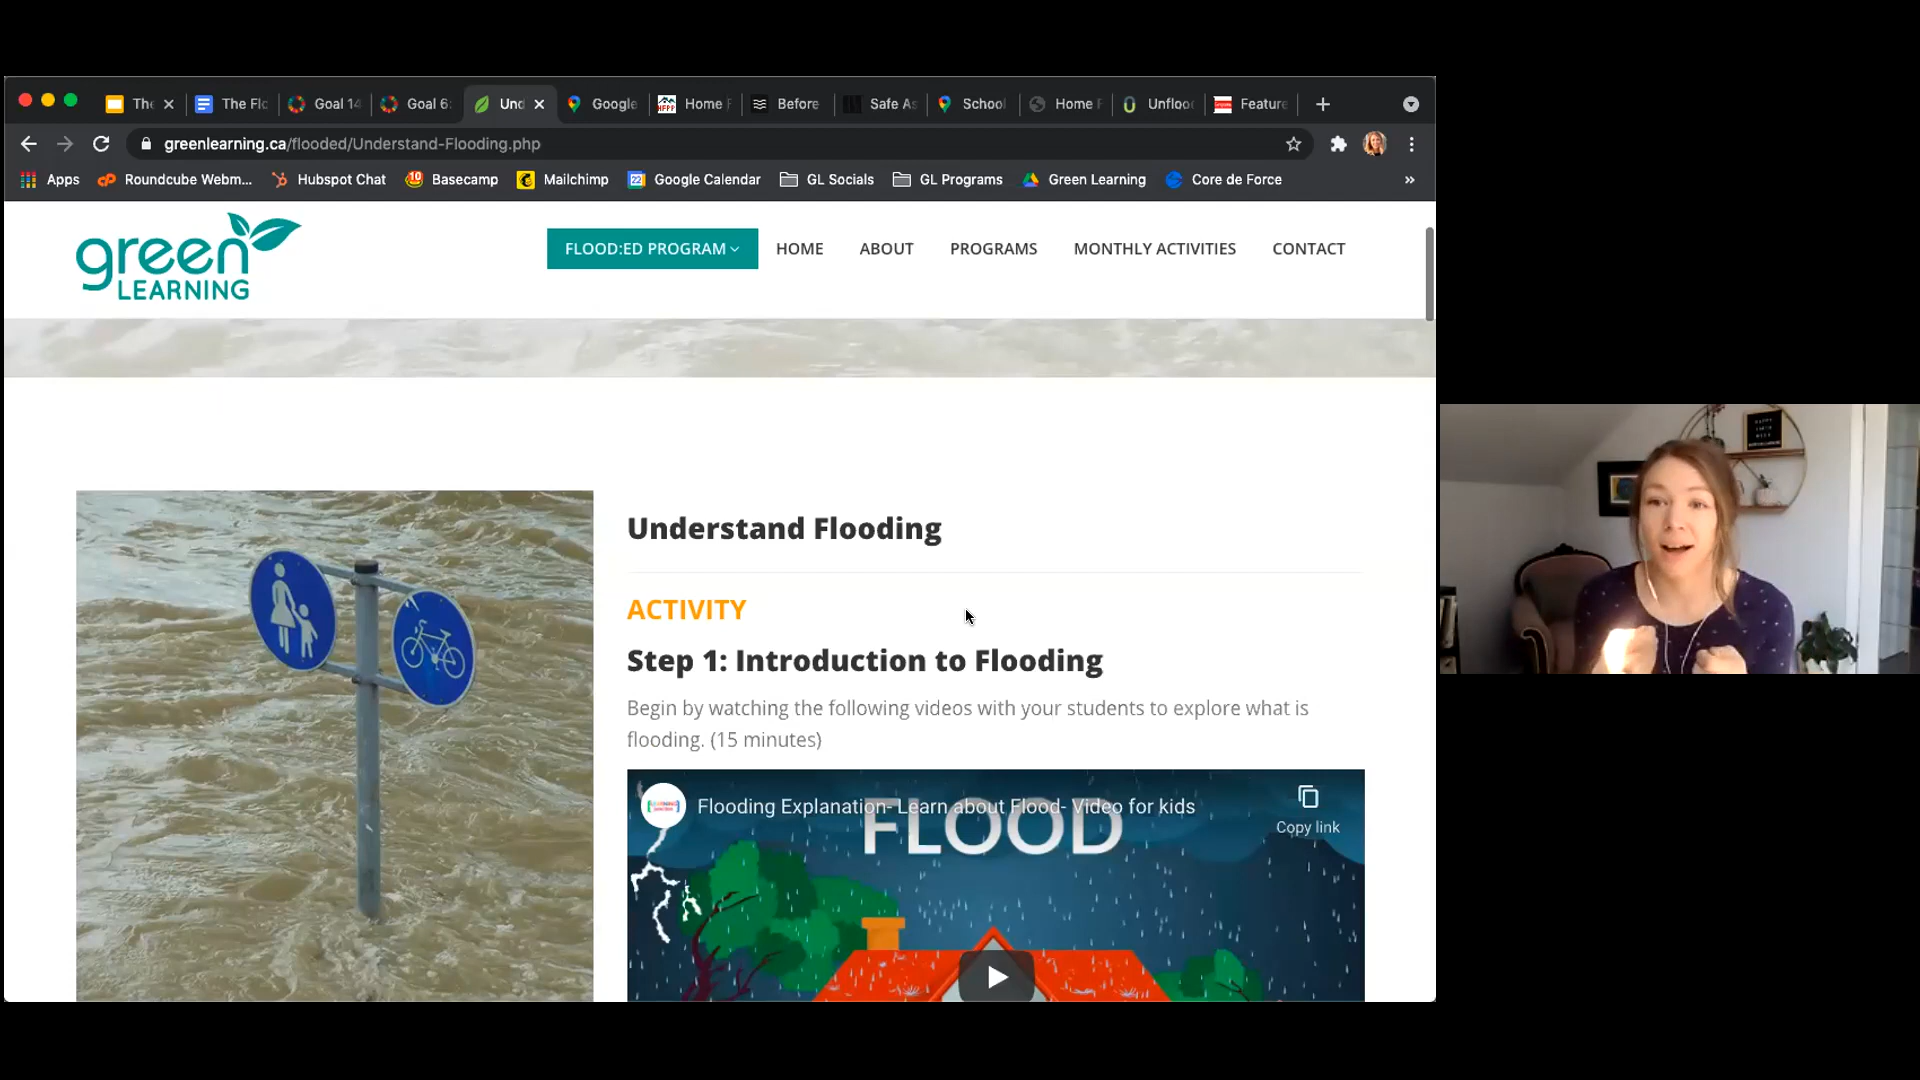 The
The Flo
Goal 14
Goal 6:
Und
Google
Home F
Before
Safe As
School
Home F
Unfloo
Feature
greenlearning.ca/flooded/Understand-Flooding.php
Apps
Roundcube Webm...
Hubspot Chat
10
Basecamp
Mailchimp
22
Google Calendar
GL Socials
GL Programs
Green Learning
Core de Force
»
green
LEARNING
FLOOD:ED PROGRAM
HOME
ABOUT
PROGRAMS
MONTHLY ACTIVITIES
CONTACT
Understand Flooding
ACTIVITY
Step 1: Introduction to Flooding
Begin by watching the following videos with your students to explore what is
flooding. (15 minutes)
Flooding Explanation- Learn about Flood- Video for kids
Copy link
FLOOD